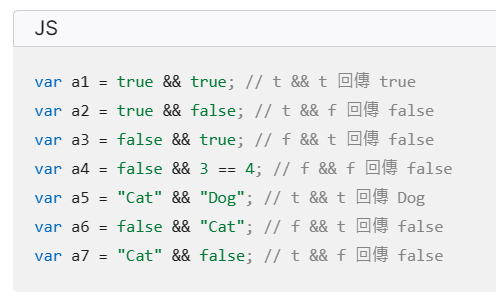 JS
var a1 = true && true; // t && t 回傳 true
var a2 = true && false; // t && f 回傳 false
var a3 = false && true; // f && t 回傳 false
var a4 = false && 3 == 4; // f && f 回傳 false
var a5 = "Cat" && "Dog"; // t && t 回傳 Dog
var a6 = false && "Cat"; // f && t 回傳 false
var a7 = "Cat" && false; // t && f 回傳 false